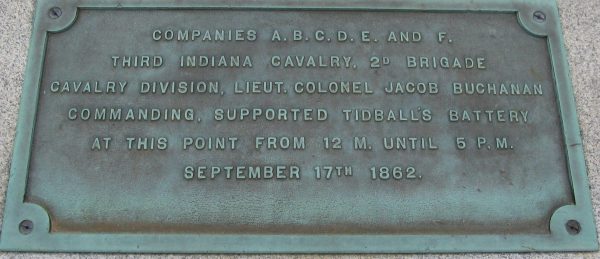 COMPANIES A. B. C. D. E. AND F.
THIRD INDIANA CAVALRY, 2D BRIGADE
CAVALRY DIVISION, LIEUT. COLONEL JACOB BUCHANAN
COMMANDING, SUPPORTED TIDBALL'S BATTERY
AT THIS POINT FROM 12 M. UNTIL 5 P.M.
SEPTEMBER 17TH 1862.